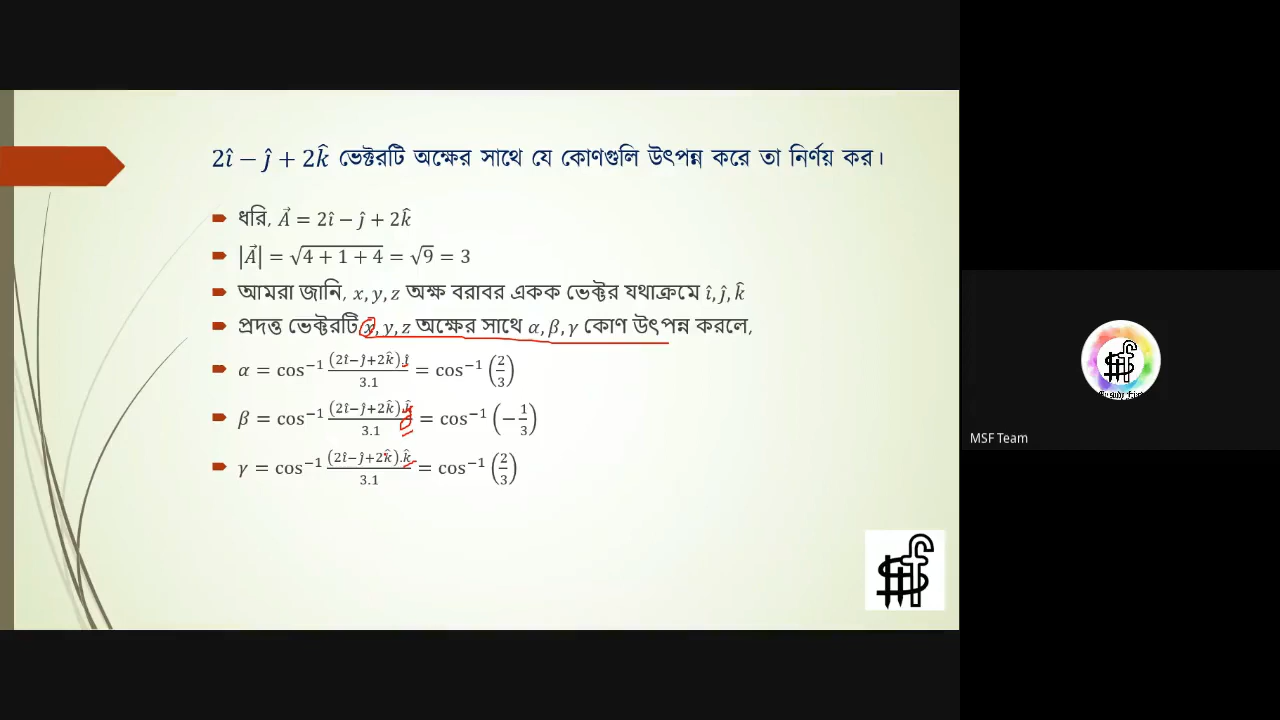 2î − ĵ + 2k̂ ভেক্টরটি অক্ষের সাথে যে কোণগুলি উৎপন্ন করে তা নির্ণয় কর।
ধরি, A⃗ = 2î − ĵ + 2k̂
|A⃗| = √(4 + 1 + 4) = √9 = 3
আমরা জানি, x, y, z অক্ষ বরাবর একক ভেক্টর যথাক্রমে î, ĵ, k̂
প্রদত্ত ভেক্টরটি x, y, z অক্ষের সাথে α, β, γ কোণ উৎপন্ন করলে,
α = cos⁻¹ (2î−ĵ+2k̂).î / 3.1 = cos⁻¹ (2/3)
β = cos⁻¹ (2î−ĵ+2k̂). / 3.1 = cos⁻¹ (−1/3)
γ = cos⁻¹ (2î−ĵ+2k̂).k̂ / 3.1 = cos⁻¹ (2/3)
MSF Team